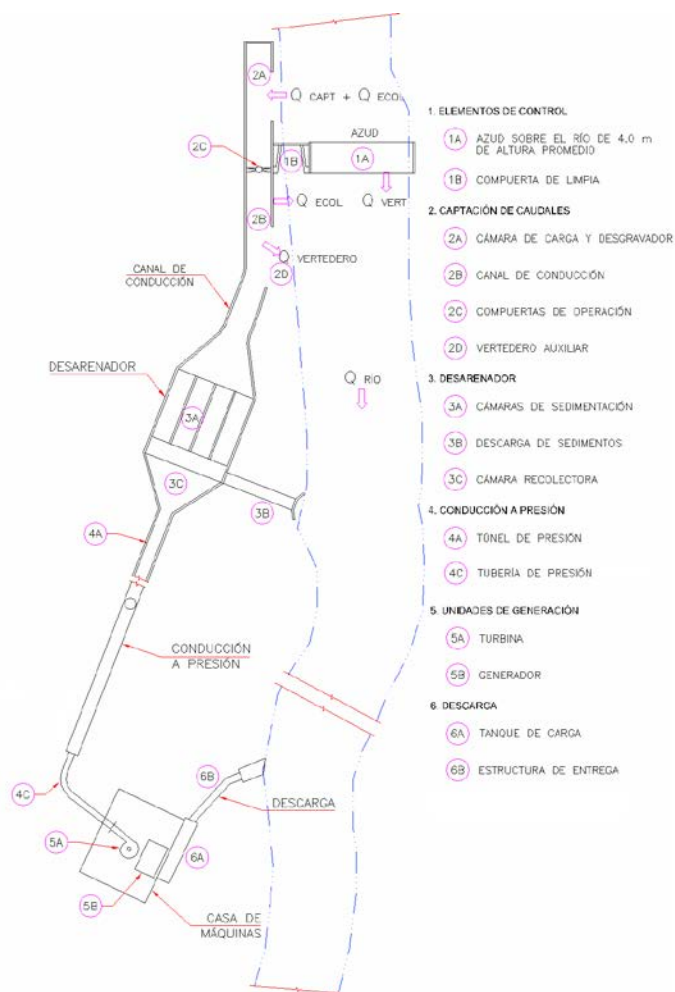 2A
Q CAPT + Q ECOL
2C
AZUD
1B
1A
2B
Q ECOL
Q VERT
Q VERTEDERO
2D
CANAL DE
CONDUCCIÓN
DESARENADOR
Q RÍO
3A
3C
3B
4A
CONDUCCIÓN
A PRESIÓN
4C
6B
DESCARGA
5A
6A
5B
CASA DE
MÁQUINAS
1. ELEMENTOS DE CONTROL
1A AZUD SOBRE EL RÍO DE 4.0 m
DE ALTURA PROMEDIO
1B COMPUERTA DE LIMPIA
2. CAPTACIÓN DE CAUDALES
2A CÁMARA DE CARGA Y DESGRAVADOR
2B CANAL DE CONDUCCIÓN
2C COMPUERTAS DE OPERACIÓN
2D VERTEDERO AUXILIAR
3. DESARENADOR
3A CÁMARAS DE SEDIMENTACIÓN
3B DESCARGA DE SEDIMENTOS
3C CÁMARA RECOLECTORA
4. CONDUCCIÓN A PRESIÓN
4A TÚNEL DE PRESIÓN
4C TUBERÍA DE PRESIÓN
5. UNIDADES DE GENERACIÓN
5A TURBINA
5B GENERADOR
6. DESCARGA
6A TANQUE DE CARGA
6B ESTRUCTURA DE ENTREGA